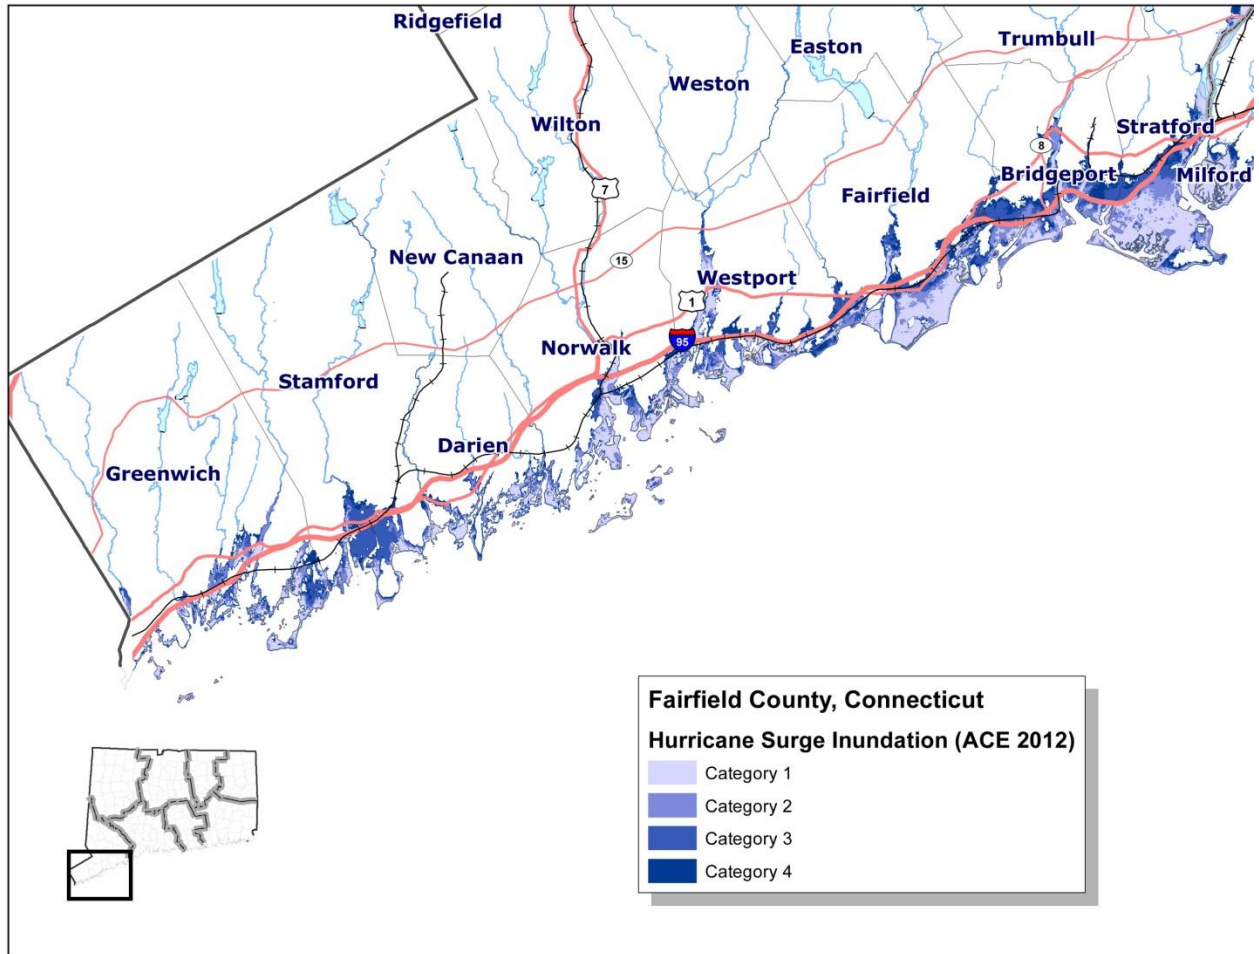 Ridgefield
Easton
Trumbull
Weston
Wilton
Stratford
8
Bridgeport
Milford
7
Fairfield
New Canaan
15
Westport
1
95
Norwalk
Stamford
Darien
Greenwich
Fairfield County, Connecticut
Hurricane Surge Inundation (ACE 2012)
Category 1
Category 2
Category 3
Category 4